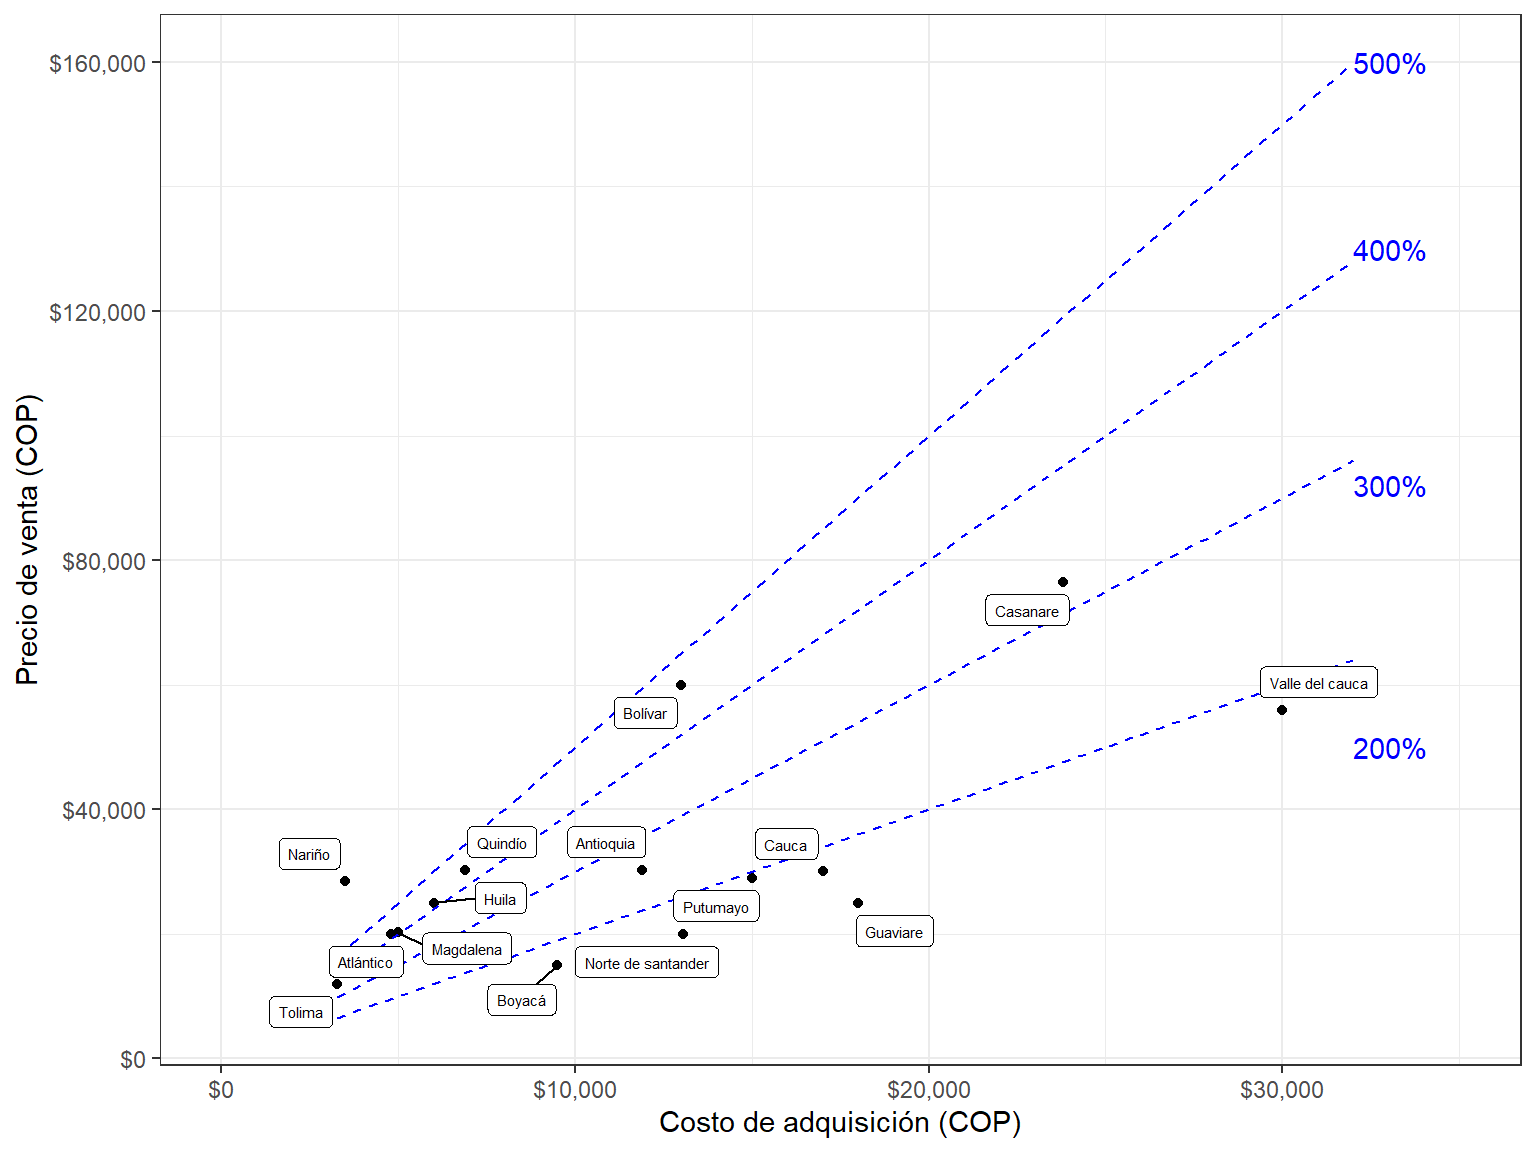 $160,000
500%
400%
$120,000
300%
$80,000
Casanare
Valle del cauca
Bolívar
200%
$40,000
Quindío
Antioquia
Cauca
Nariño
Huila
Putumayo
Guaviare
Magdalena
Atlántico
Norte de santander
Boyacá
Tolima
$0
$0
$10,000
$20,000
$30,000
Costo de adquisición (COP)
Precio de venta (COP)